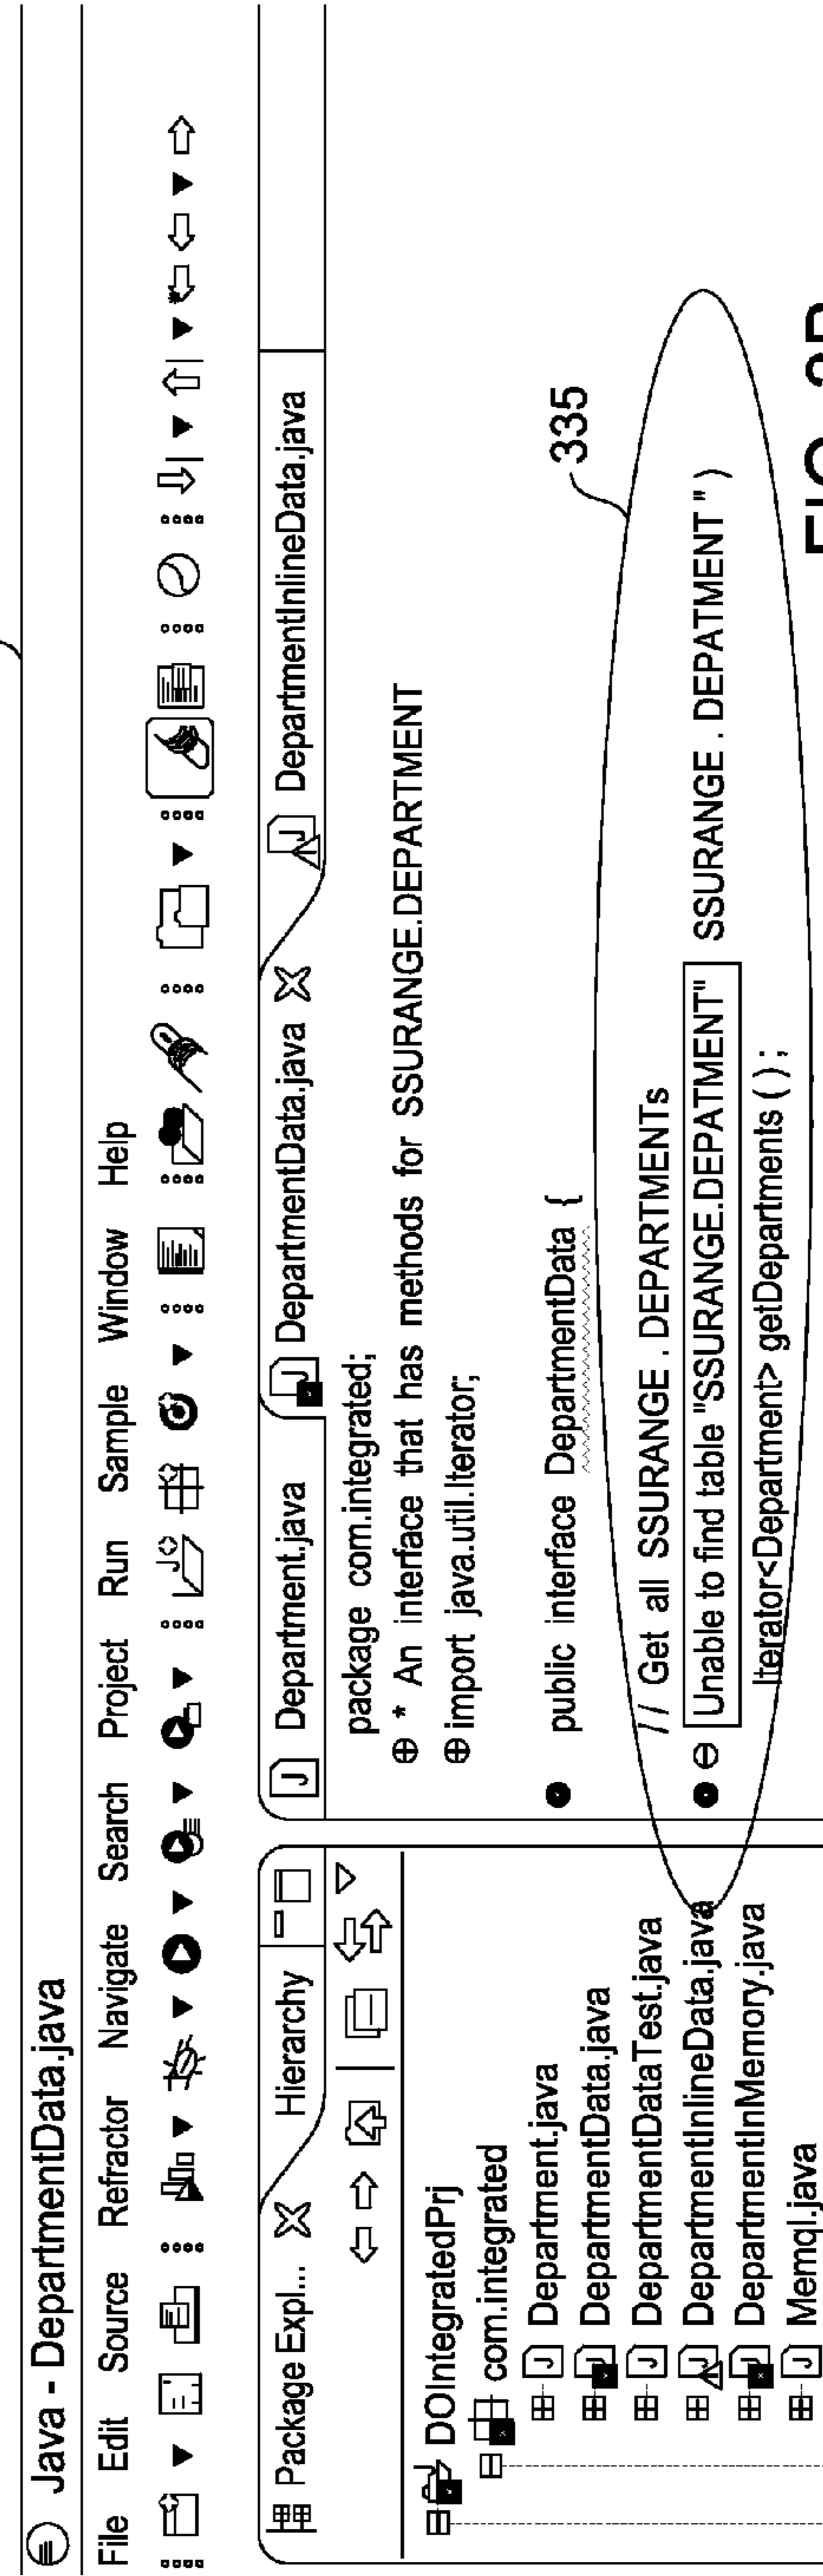 Java - DepartmentData.java
File Edit Source Refractor Navigate Search Project Run Sample Window Help
Package Expl... Hierarchy
DOIntegratedPrj
com.integrated
J Department.java
J DepartmentData.java
J DepartmentDataTest.java
J DepartmentInlineData.java
J DepartmentInMemory.java
J Memql.java
J Department.java J DepartmentData.java J DepartmentInlineData.java
package com.integrated;
* An interface that has methods for SSURANGE.DEPARTMENT
import java.util.Iterator;
public interface DepartmentData {
335
// Get all SSURANGE . DEPARTMENTs
Unable to find table "SSURANGE.DEPATMENT" SSURANGE . DEPATMENT " )
Iterator<Department> getDepartments ( ) ;